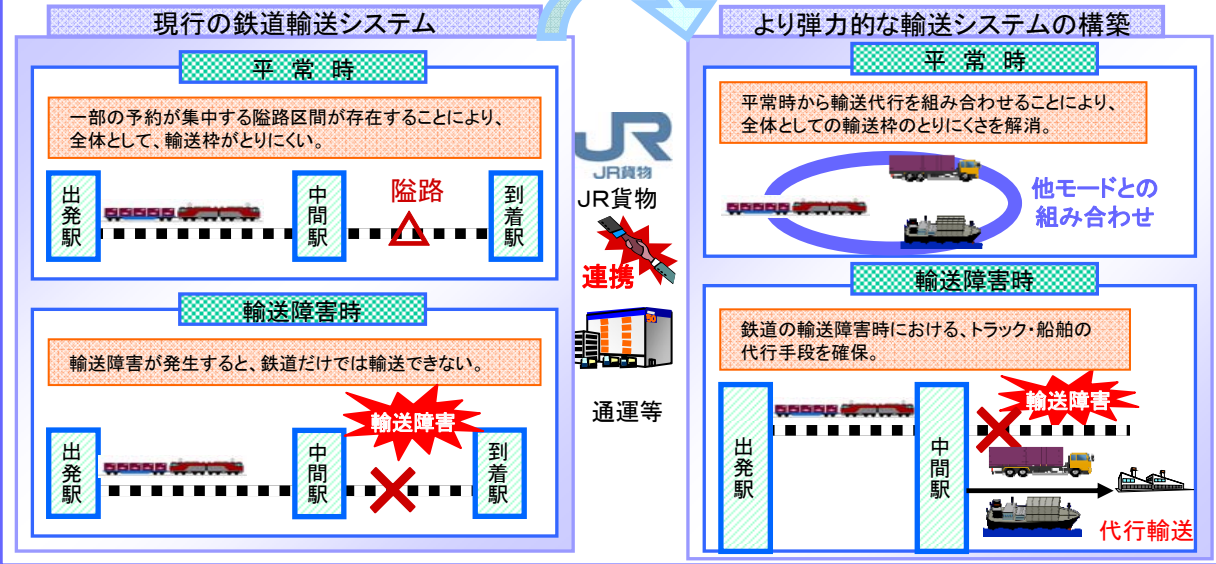 現行の鉄道輸送システム
平 常 時
一部の予約が集中する隘路区間が存在することにより、
全体として、輸送枠がとりにくい。
出発駅
中間駅
隘路
到着駅
輸送障害時
輸送障害が発生すると、鉄道だけでは輸送できない。
出発駅
中間駅
輸送障害
到着駅
JR
JR貨物
JR貨物
連携
通運等
より弾力的な輸送システムの構築
平 常 時
平常時から輸送代行を組み合わせることにより、
全体としての輸送枠のとりにくさを解消。
他モードとの
組み合わせ
輸送障害時
鉄道の輸送障害時における、トラック・船舶の
代行手段を確保。
出発駅
中間駅
輸送障害
代行輸送